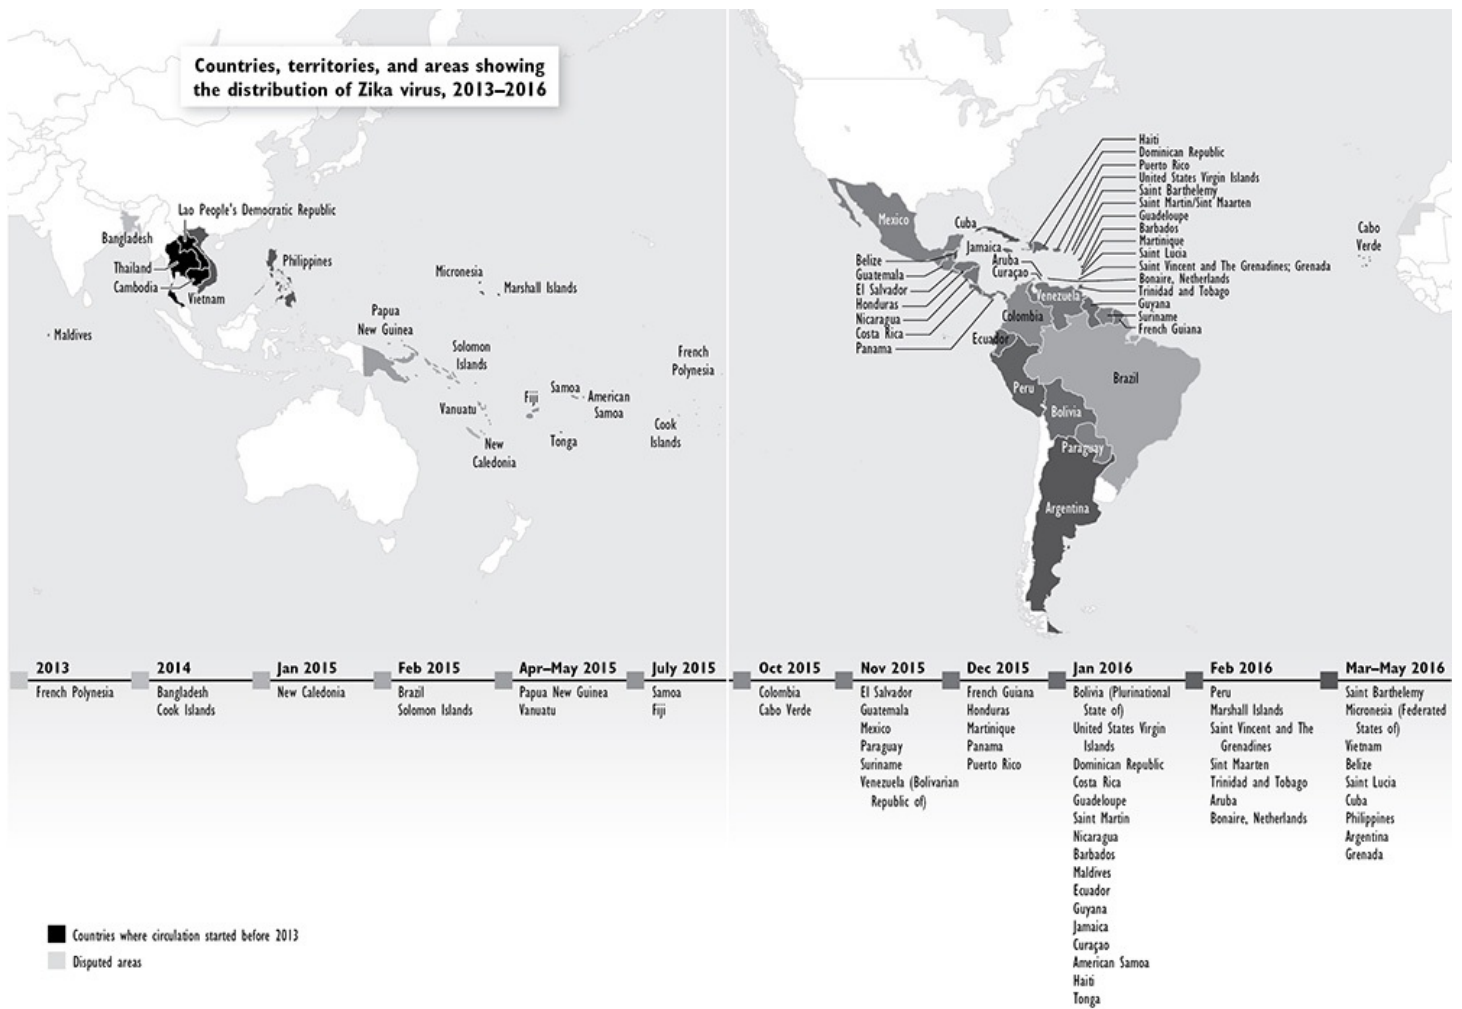 Countries, territories, and areas showing
the distribution of Zika virus, 2013–2016
Lao People's Democratic Republic
Bangladesh
Thailand
Cambodia
Vietnam
Philippines
Maldives
Micronesia
Marshall Islands
Papua
New Guinea
Solomon
Islands
French
Polynesia
Vanuatu
Fiji
Samoa
American
Samoa
Cook
Islands
New
Caledonia
Tonga
Mexico
Cuba
Jamaica
Aruba
Curaçao
Belize
Guatemala
El Salvador
Honduras
Nicaragua
Costa Rica
Panama
Haiti
Dominican Republic
Puerto Rico
United States Virgin Islands
Saint Barthelemy
Saint Martin/Sint Maarten
Guadeloupe
Barbados
Martinique
Saint Lucia
Saint Vincent and The Grenadines; Grenada
Bonaire, Netherlands
Trinidad and Tobago
Guyana
Suriname
French Guiana
Cabo
Verde
Venezuela
Colombia
Ecuador
Peru
Brazil
Bolivia
Paraguay
Argentina
2013
French Polynesia
2014
Bangladesh
Cook Islands
Jan 2015
New Caledonia
Feb 2015
Brazil
Solomon Islands
Apr–May 2015
Papua New Guinea
Vanuatu
July 2015
Samoa
Fiji
Oct 2015
Colombia
Cabo Verde
Nov 2015
El Salvador
Guatemala
Mexico
Paraguay
Suriname
Venezuela (Bolivarian
Republic of)
Dec 2015
French Guiana
Honduras
Martinique
Panama
Puerto Rico
Jan 2016
Bolivia (Plurinational
State of)
United States Virgin
Islands
Dominican Republic
Costa Rica
Guadeloupe
Saint Martin
Nicaragua
Barbados
Maldives
Ecuador
Guyana
Jamaica
Curaçao
American Samoa
Haiti
Tonga
Feb 2016
Peru
Marshall Islands
Saint Vincent and The
Grenadines
Sint Maarten
Trinidad and Tobago
Aruba
Bonaire, Netherlands
Mar–May 2016
Saint Barthelemy
Micronesia (Federated
States of)
Vietnam
Belize
Saint Lucia
Cuba
Philippines
Argentina
Grenada
Countries where circulation started before 2013
Disputed areas